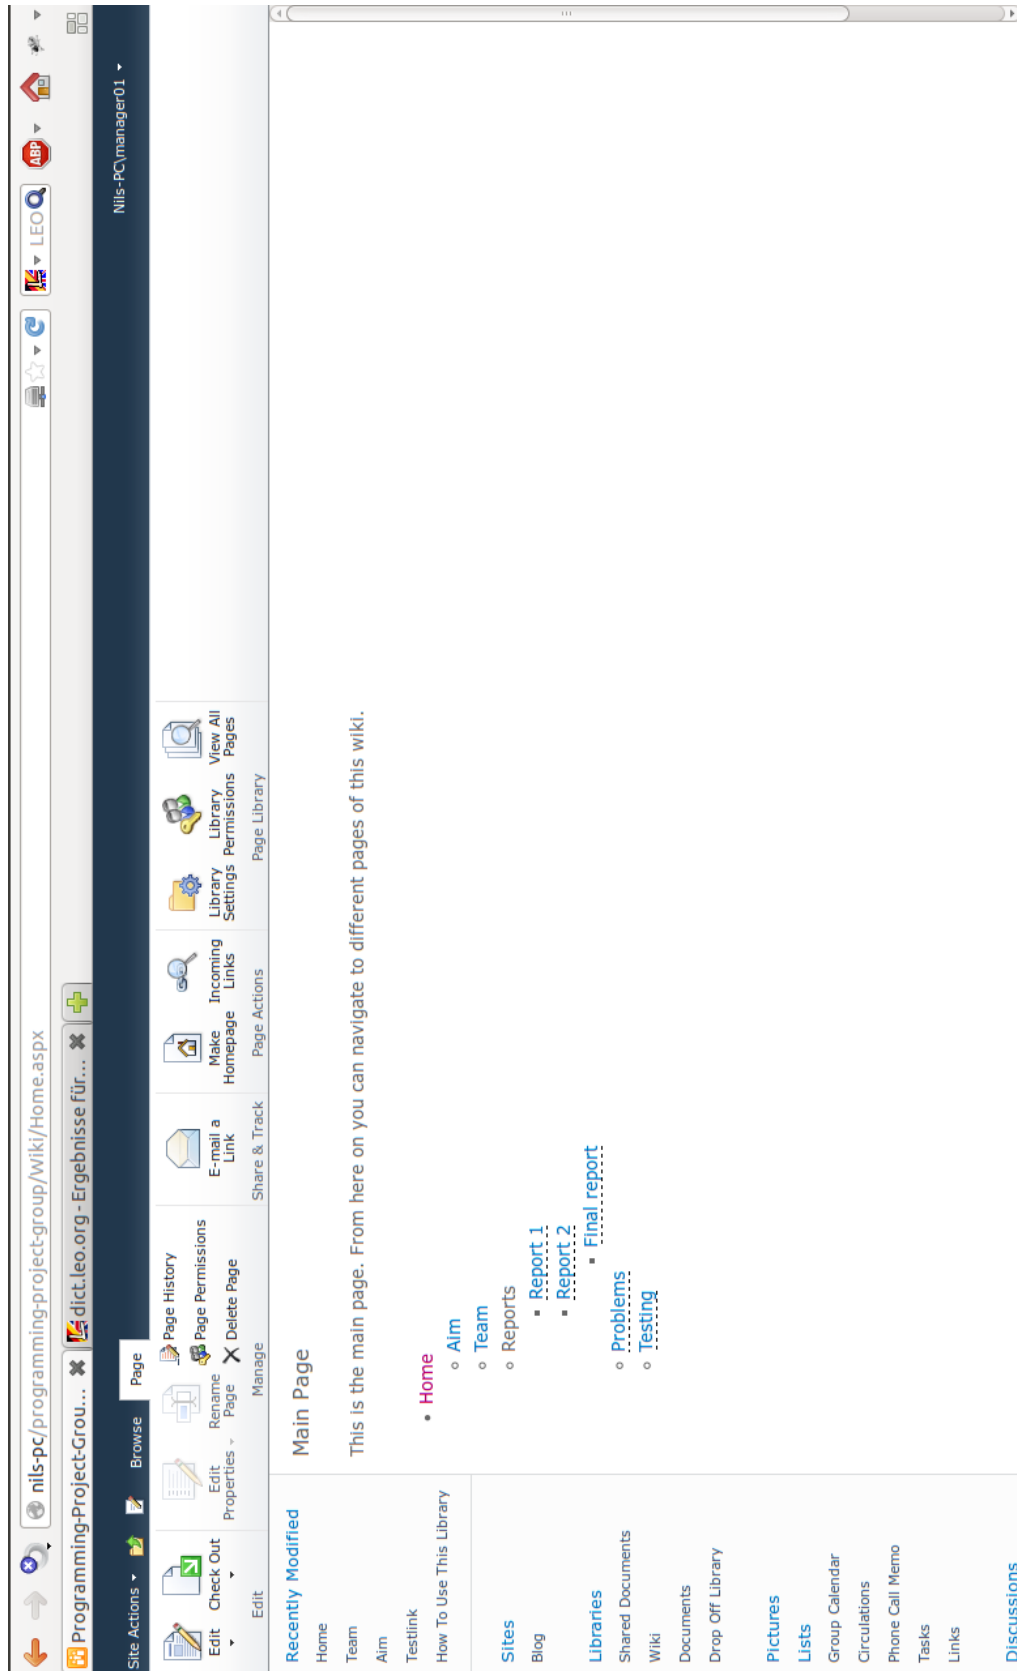 nils-pc/programming-project-group/Wiki/Home.aspx
LEO
ABP
Programming-Project-Grou...
dict.leo.org - Ergebnisse für...
Site Actions
Browse
Page
Nils-PC\manager01
Edit
Check Out
Edit
Edit Properties
Rename Page
Page History
Page Permissions
Delete Page
Manage
E-mail a Link
Share & Track
Make Homepage
Incoming Links
Page Actions
Library Settings
Library Permissions
View All Pages
Page Library
Recently Modified
Home
Team
Aim
Testlink
How To Use This Library
Sites
Blog
Libraries
Shared Documents
Wiki
Documents
Drop Off Library
Pictures
Lists
Group Calendar
Circulations
Phone Call Memo
Tasks
Links
Discussions
Main Page
This is the main page. From here on you can navigate to different pages of this wiki.
• Home
◦ Aim
◦ Team
◦ Reports
▪ Report 1
▪ Report 2
▪ Final report
◦ Problems
◦ Testing